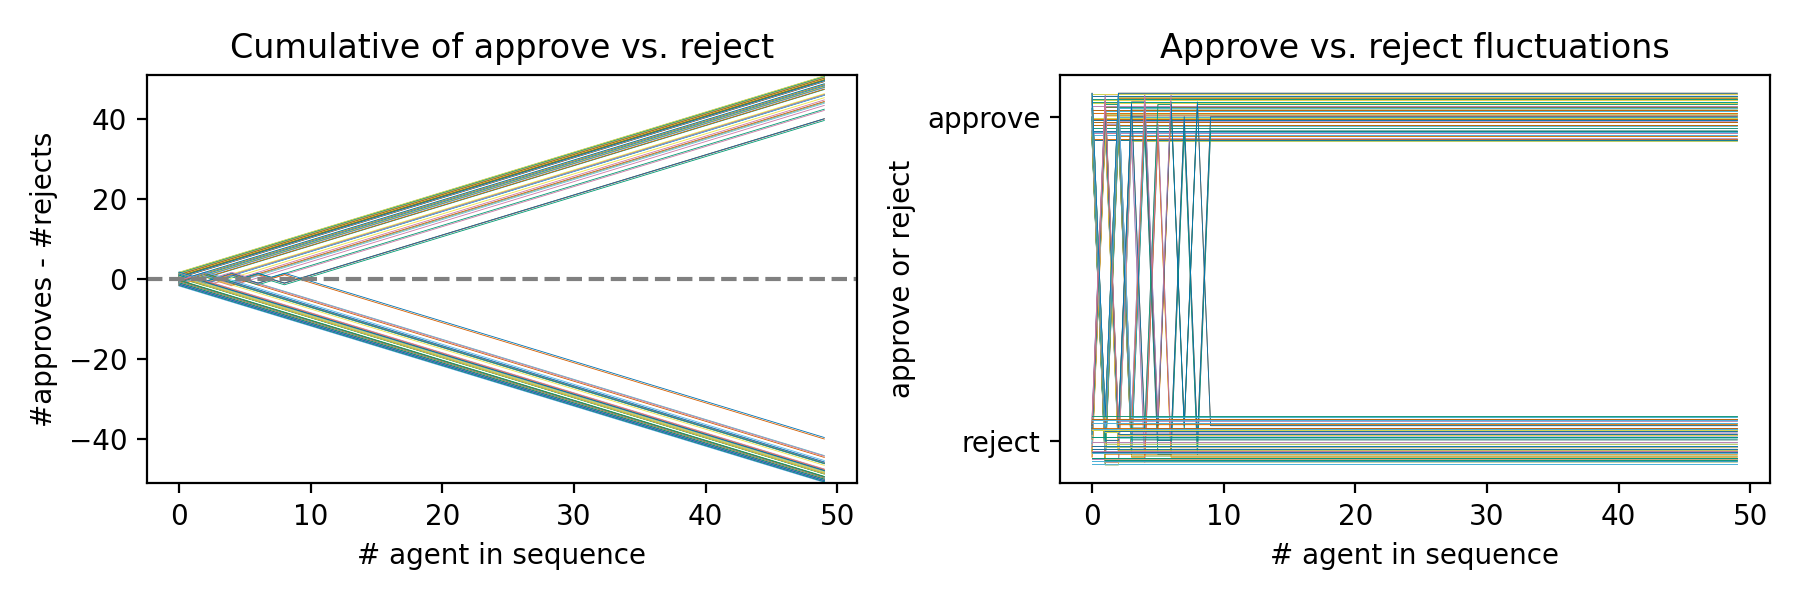 Cumulative of approve vs. reject
#approves - #rejects
40
20
0
−20
−40
0 10 20 30 40 50
# agent in sequence
Approve vs. reject fluctuations
approve or reject
approve
reject
0 10 20 30 40 50
# agent in sequence